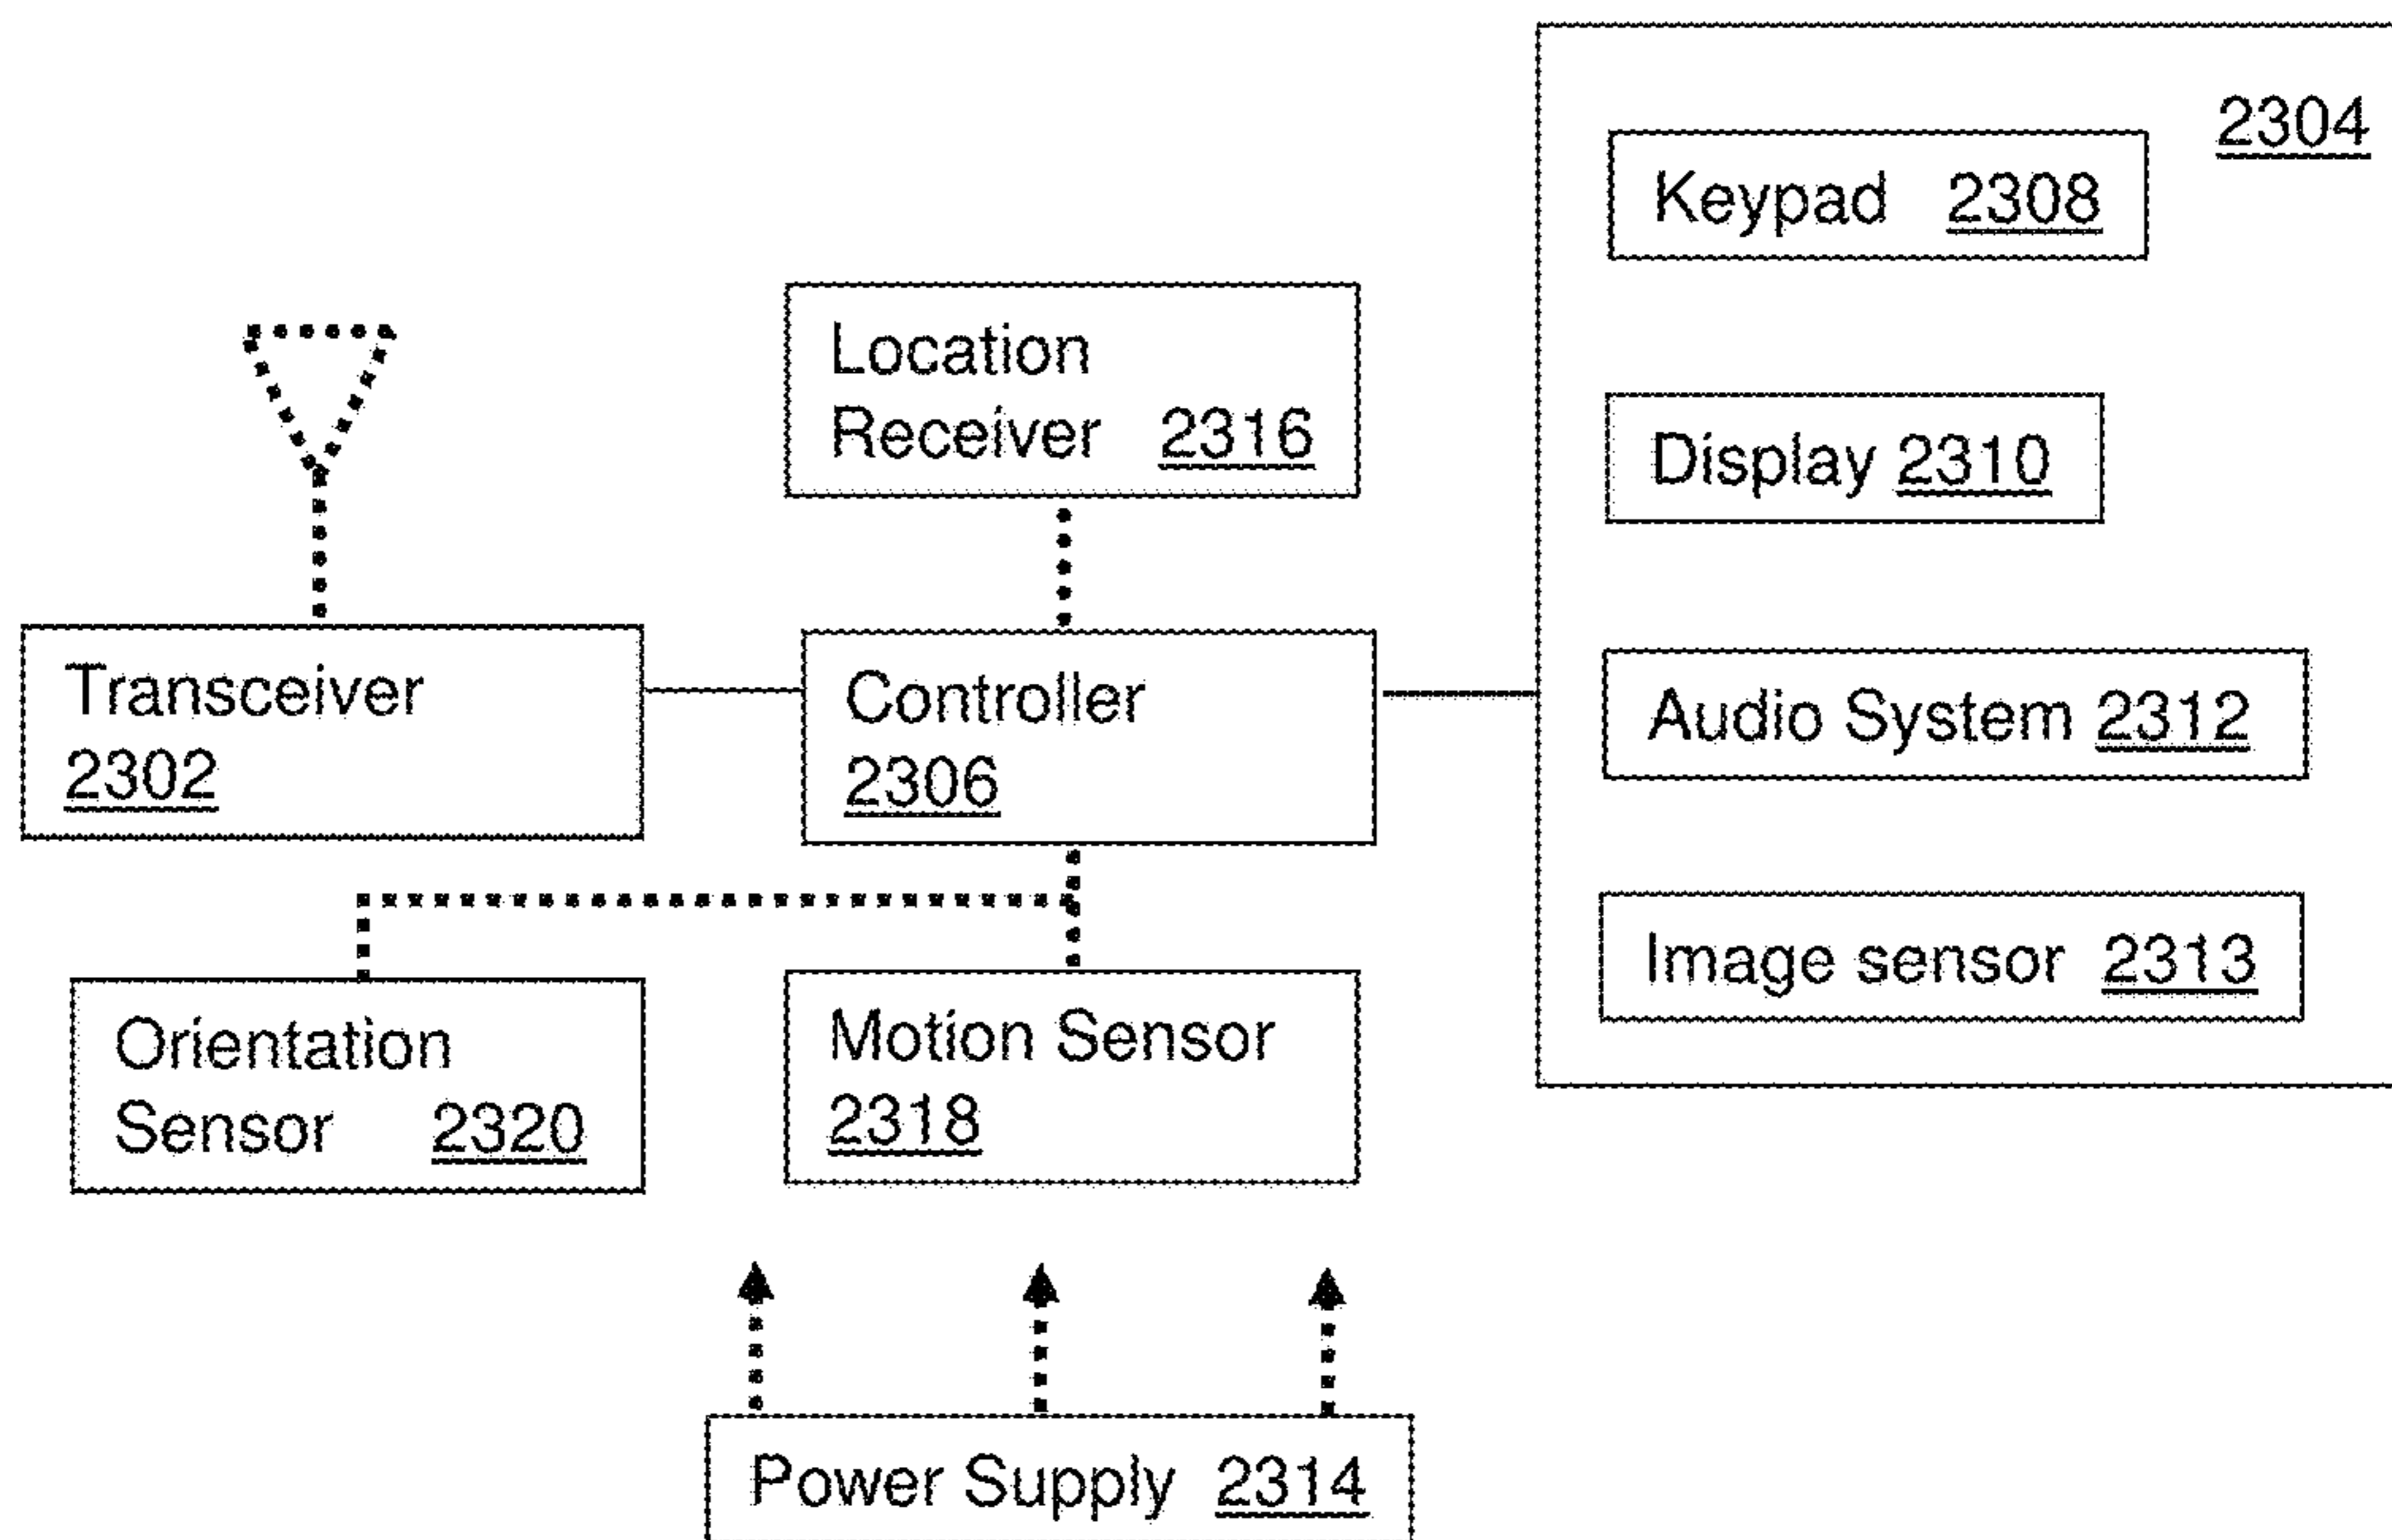 2304
Keypad 2308
Location
Receiver 2316
Display 2310
Transceiver
2302
Controller
2306
Audio System 2312
Image sensor 2313
Orientation
Sensor 2320
Motion Sensor
2318
Power Supply 2314